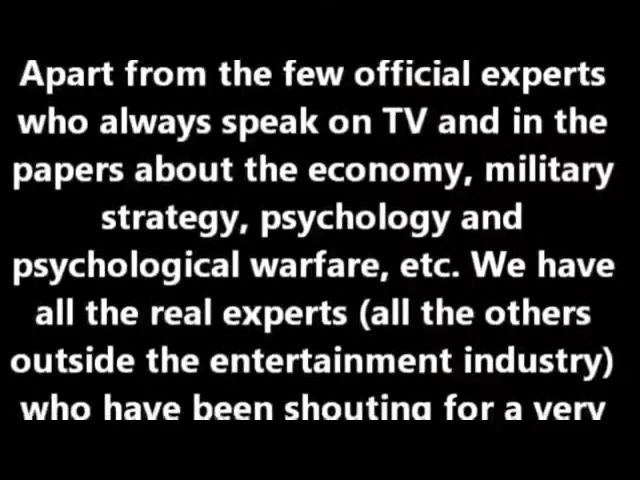 Apart from the few official experts
who always speak on TV and in the
papers about the economy, military
strategy, psychology and
psychological warfare, etc. We have
all the real experts (all the others
outside the entertainment industry)
who have been shouting for a very